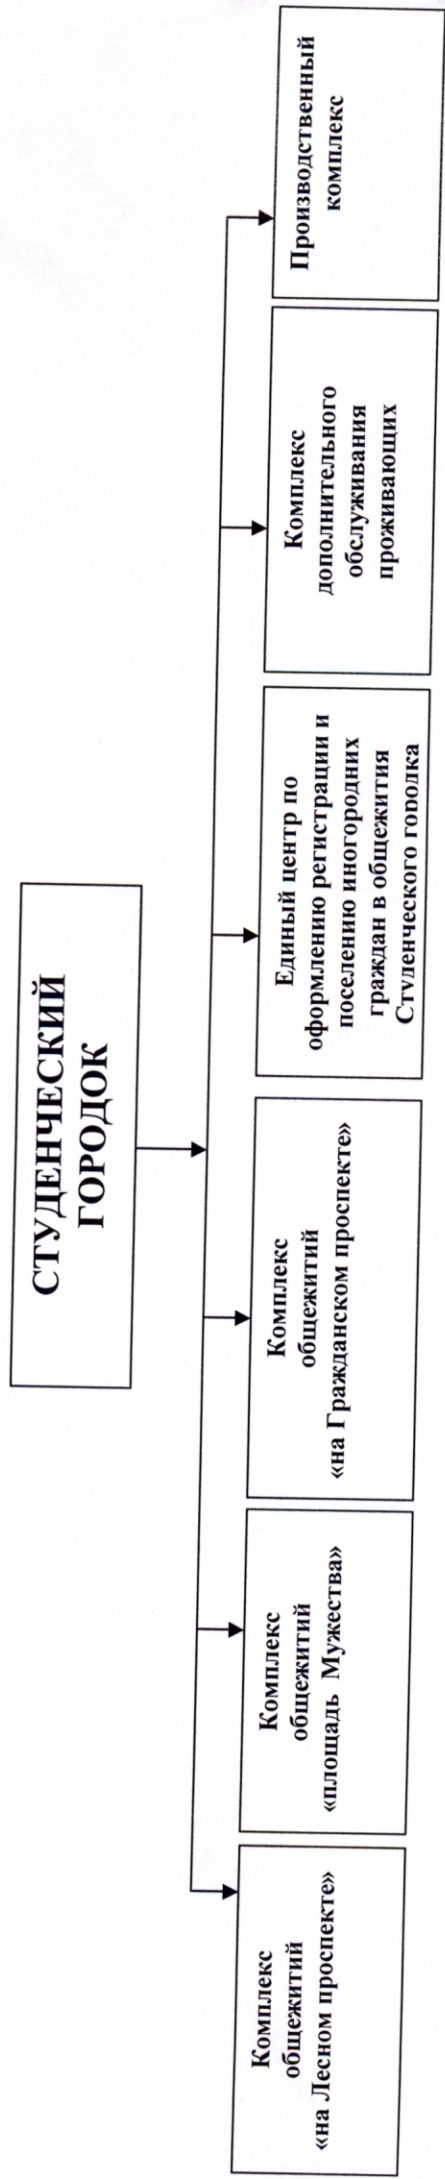 СТУДЕНЧЕСКИЙ
ГОРОДОК
Комплекс
общежитий
«на Лесном проспекте»
Комплекс
общежитий
«площадь Мужества»
Комплекс
общежитий
«на Гражданском проспекте»
Единый центр по
оформлению регистрации и
поселению иногородних
граждан в общежития
Студенческого городка
Комплекс
дополнительного
обслуживания
проживающих
Производственный
комплекс